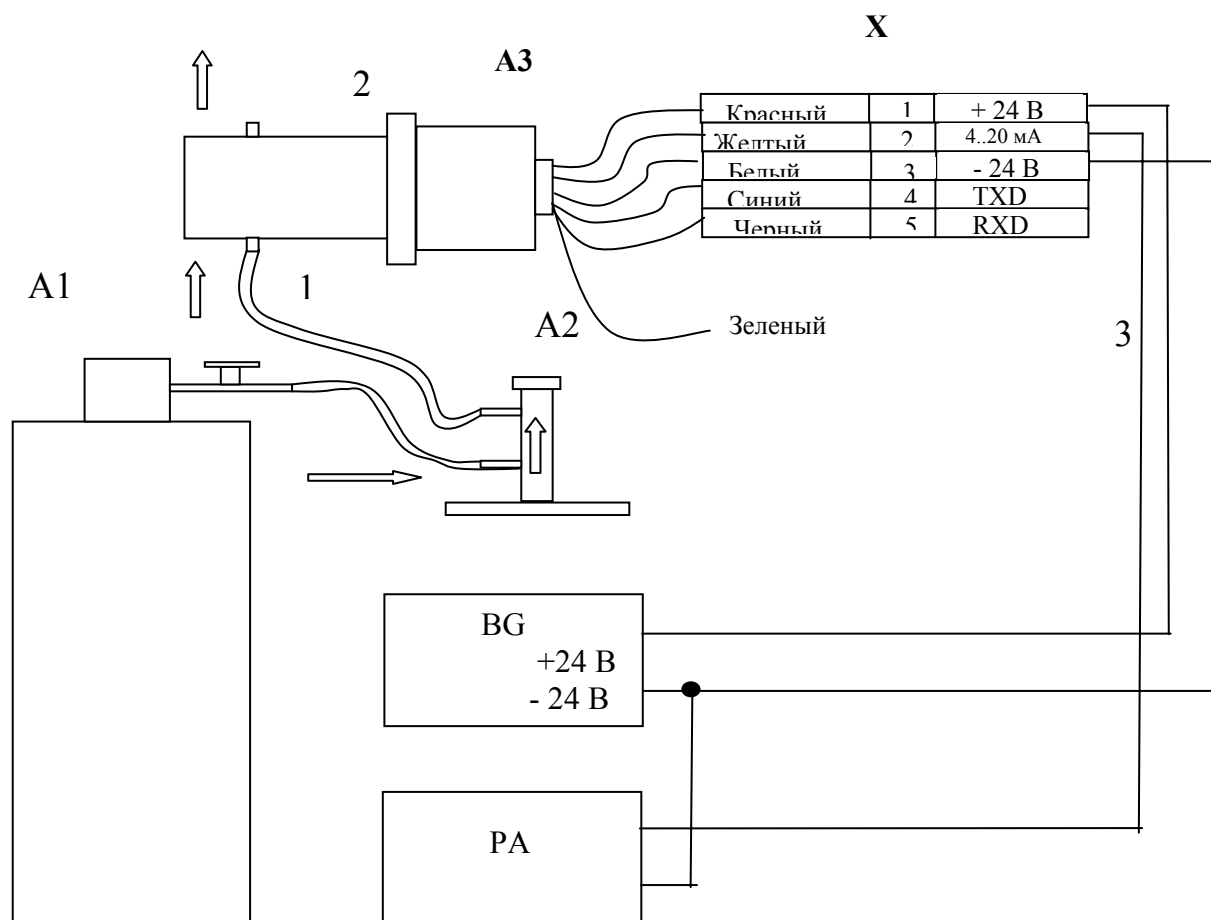 X
A3
2
Красный 1 + 24 В
Желтый 2 4..20 мА
Белый 3 - 24 В
Синий 4 TXD
Черный 5 RXD
A1
1
A2
Зеленый
3
BG
+24 В
- 24 В
PA